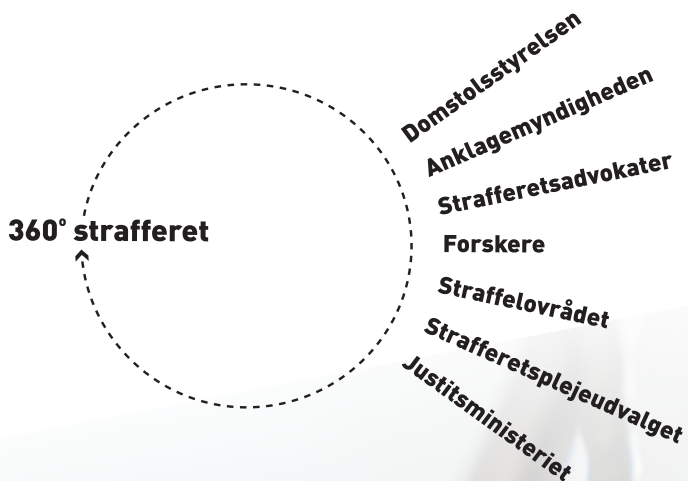 360° strafferet
Domstolsstyrelsen
Anklagemyndigheden
Strafferetsadvokater
Forskere
Straffelovrådet
Strafferetsplejeudvalget
Justitsministeriet